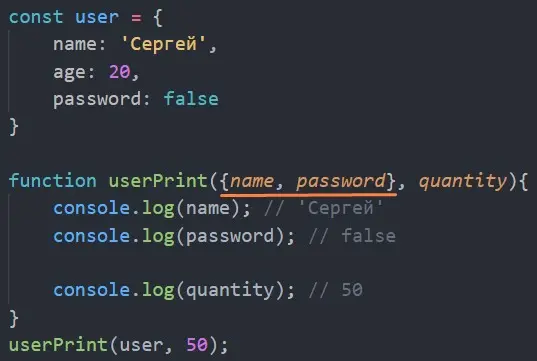 const user = {
    name: 'Сергей',
    age: 20,
    password: false
}
function userPrint({name, password}, quantity){
    console.log(name); // 'Сергей'
    console.log(password); // false
    console.log(quantity); // 50
}
userPrint(user, 50);